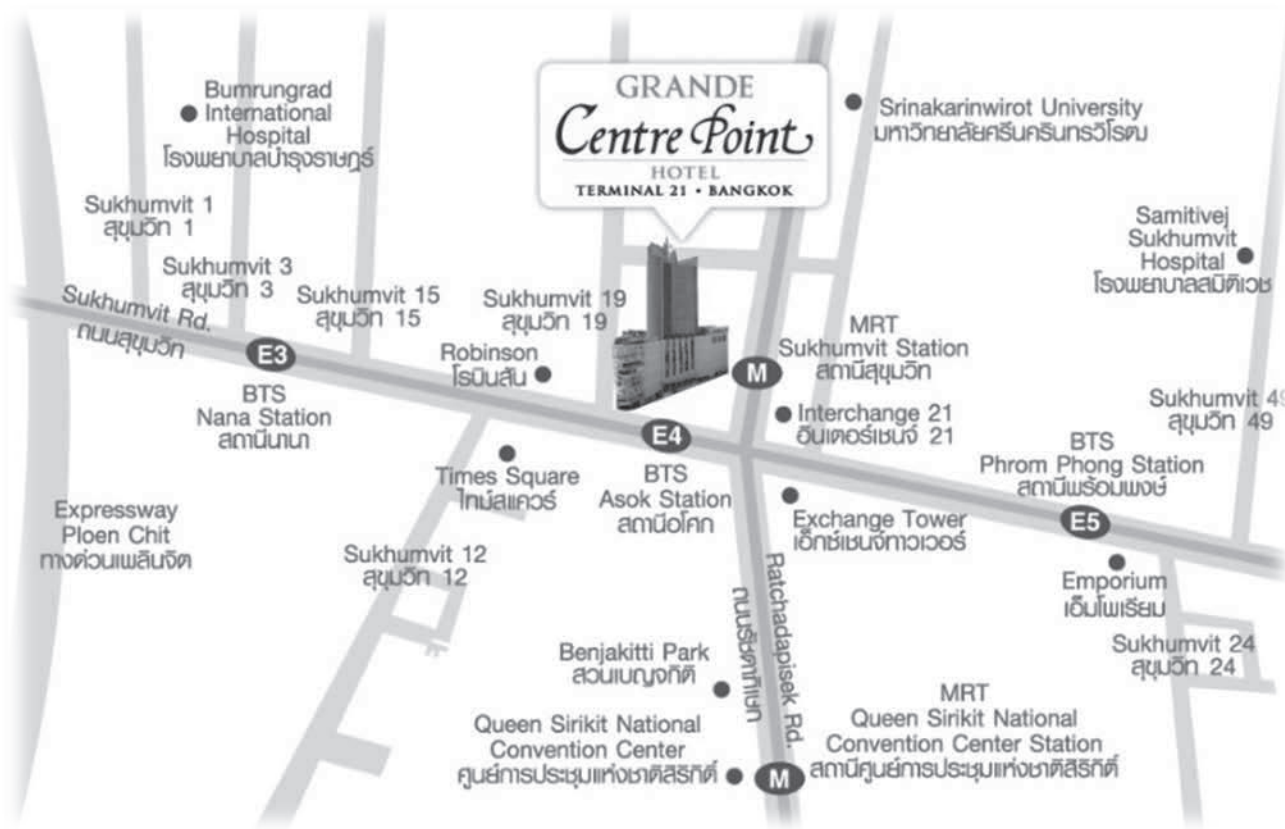 GRANDE
Centre Point
HOTEL
TERMINAL 21 • BANGKOK
Bumrungrad
International
Hospital
โรงพยาบาลบำรุงราษฎร์
Srinakarinwirot University
มหาวิทยาลัยศรีนครินทรวิโรฒ
Sukhumvit 1
สุขุมวิท 1
Samitivej
Sukhumvit
Hospital
โรงพยาบาลสมิติเวช
Sukhumvit 3
สุขุมวิท 3
Sukhumvit 15
สุขุมวิท 15
Sukhumvit 19
สุขุมวิท 19
Sukhumvit Rd.
ถนนสุขุมวิท
MRT
Sukhumvit Station
สถานีสุขุมวิท
M
Robinson
โรบินสัน
E3
BTS
Nana Station
สถานีนานา
Interchange 21
อินเตอร์เชนจ์ 21
Sukhumvit 49
สุขุมวิท 49
E4
BTS
Asok Station
สถานีอโศก
Times Square
ไทม์สแควร์
BTS
Phrom Phong Station
สถานีพร้อมพงษ์
E5
Expressway
Ploen Chit
ทางด่วนเพลินจิต
Exchange Tower
เอ็กซ์เชนจ์ทาวเวอร์
Sukhumvit 12
สุขุมวิท 12
Emporium
เอ็มโพเรียม
Ratchadapisek Rd.
ถนนรัชดาภิเษก
Sukhumvit 24
สุขุมวิท 24
Benjakitti Park
สวนเบญจกิติ
Queen Sirikit National
Convention Center
ศูนย์การประชุมแห่งชาติสิริกิติ์
M
MRT
Queen Sirikit National
Convention Center Station
สถานีศูนย์การประชุมแห่งชาติสิริกิติ์